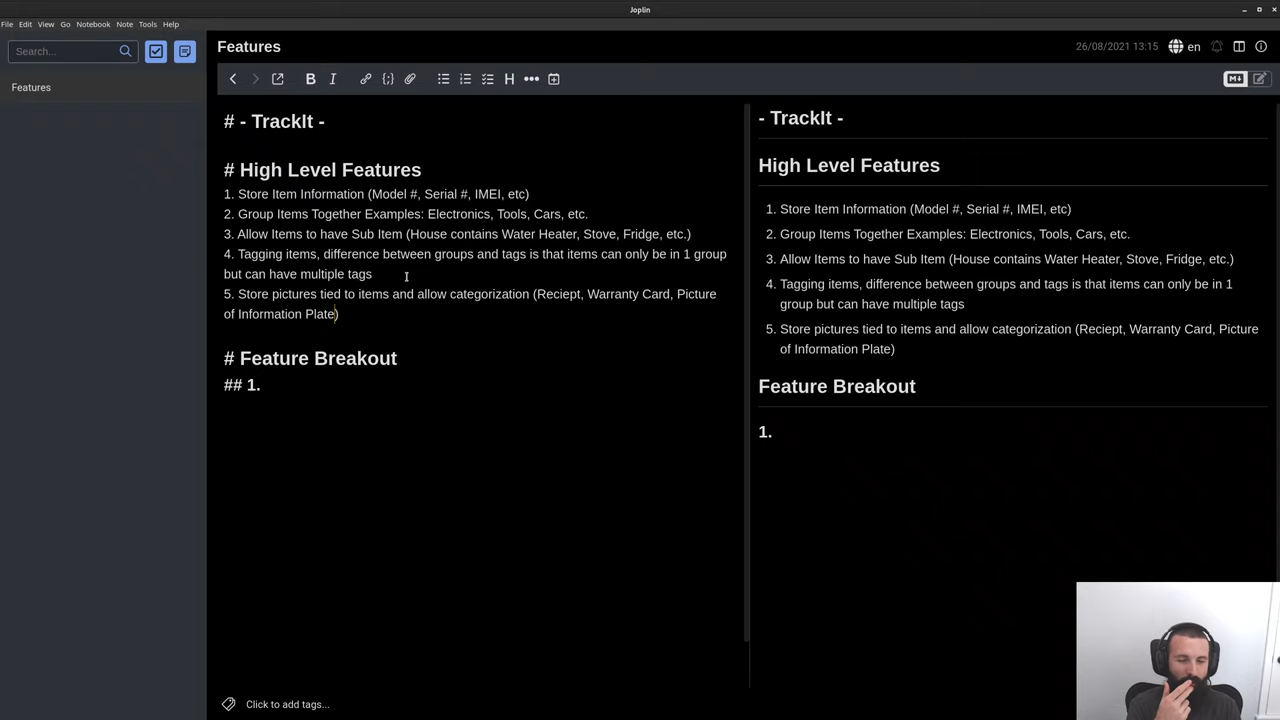 Joplin
File Edit View Go Notebook Note Tools Help
Search...
Features
Features
26/08/2021 13:15
en
B I H
M
# - TrackIt -
# High Level Features
1. Store Item Information (Model #, Serial #, IMEI, etc)
2. Group Items Together Examples: Electronics, Tools, Cars, etc.
3. Allow Items to have Sub Item (House contains Water Heater, Stove, Fridge, etc.)
4. Tagging items, difference between groups and tags is that items can only be in 1 group
but can have multiple tags
5. Store pictures tied to items and allow categorization (Reciept, Warranty Card, Picture
of Information Plate)
# Feature Breakout
## 1.
- TrackIt -
High Level Features
1. Store Item Information (Model #, Serial #, IMEI, etc)
2. Group Items Together Examples: Electronics, Tools, Cars, etc.
3. Allow Items to have Sub Item (House contains Water Heater, Stove, Fridge, etc.)
4. Tagging items, difference between groups and tags is that items can only be in 1
group but can have multiple tags
5. Store pictures tied to items and allow categorization (Reciept, Warranty Card, Picture
of Information Plate)
Feature Breakout
1.
Click to add tags...